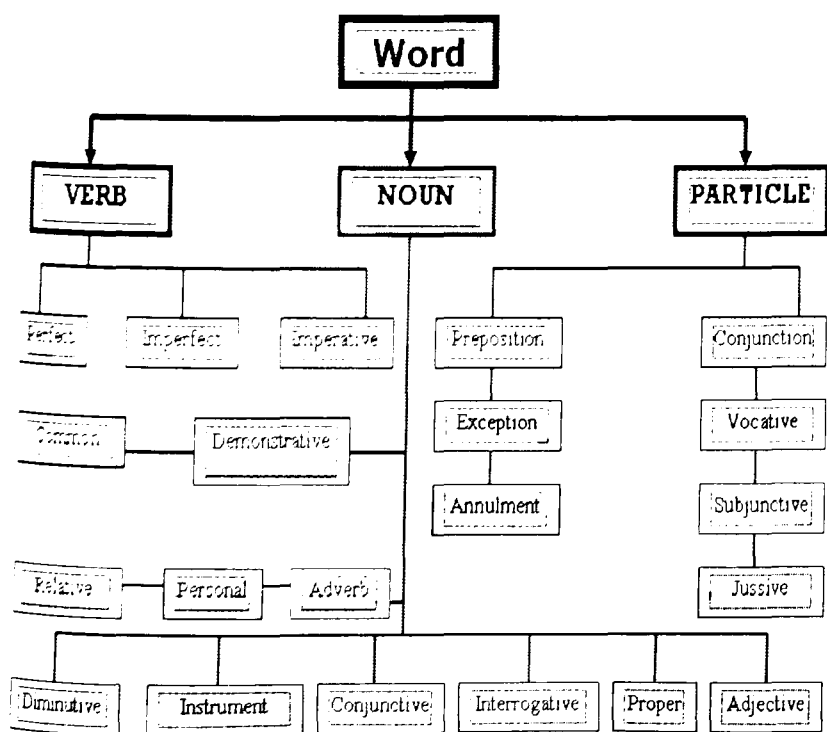 Word
VERB
NOUN
PARTICLE
Perfect
Imperfect
Imperative
Preposition
Conjunction
Common
Demonstrative
Exception
Vocative
Annulment
Subjunctive
Relative
Personal
Adverb
Jussive
Diminutive
Instrument
Conjunctive
Interrogative
Proper
Adjective